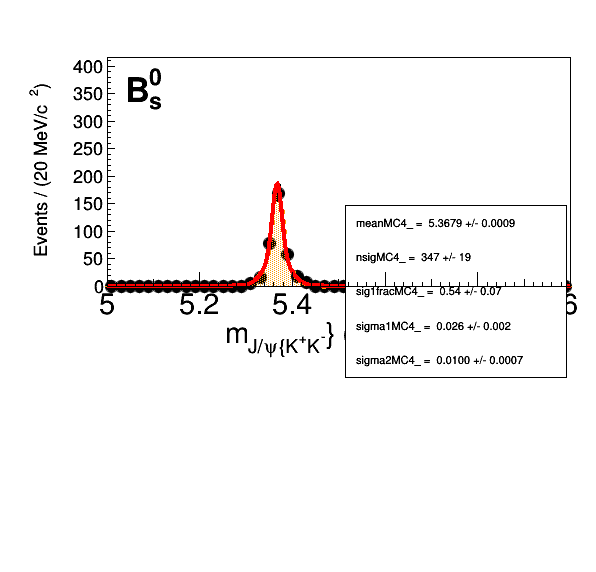 Events / (20 MeV/c ²)
400
350
300
250
200
150
100
50
0
B⁰ₛ
meanMC4_ = 5.3679 +/- 0.0009
nsigMC4_ = 347 +/- 19
sig1fracMC4_ = 0.54 +/- 0.07
sigma1MC4_ = 0.026 +/- 0.002
sigma2MC4_ = 0.0100 +/- 0.0007
5 5.2 5.4 6
m J/ψ{K⁺K⁻}